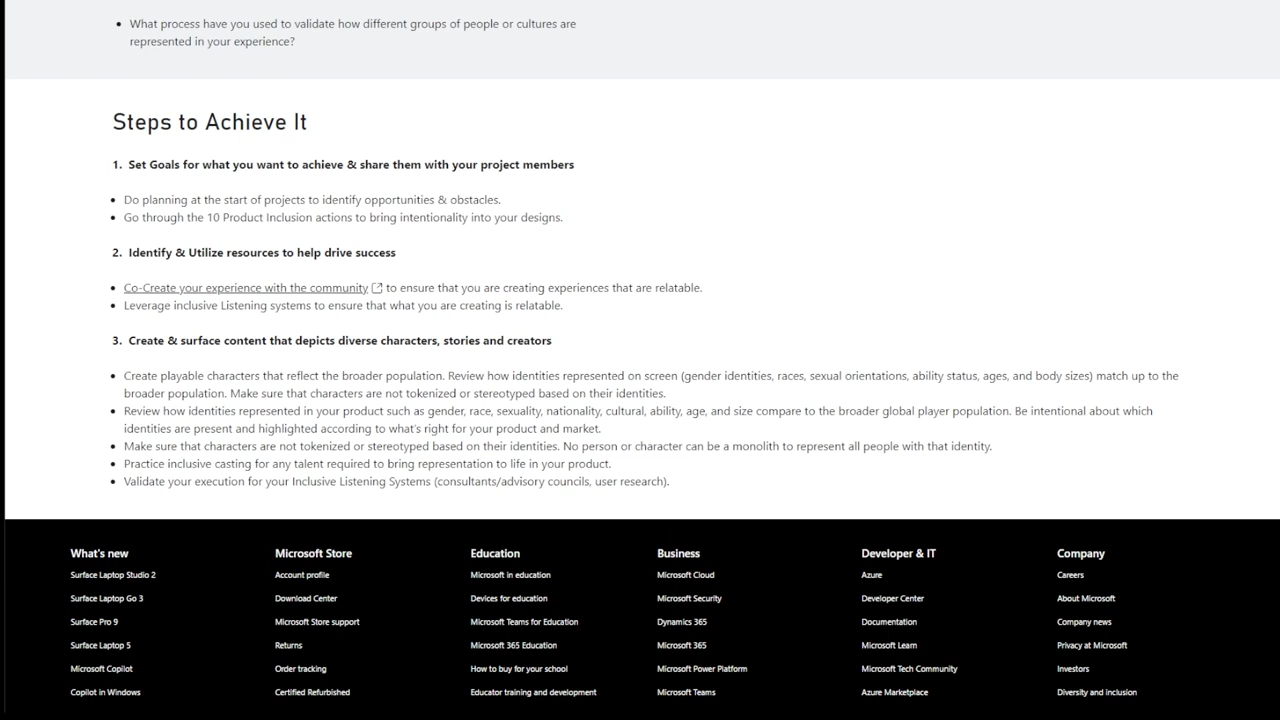 • What process have you used to validate how different groups of people or cultures are
represented in your experience?
Steps to Achieve It
1. Set Goals for what you want to achieve & share them with your project members
• Do planning at the start of projects to identify opportunities & obstacles.
• Go through the 10 Product Inclusion actions to bring intentionality into your designs.
2. Identify & Utilize resources to help drive success
• Co-Create your experience with the community to ensure that you are creating experiences that are relatable.
• Leverage inclusive Listening systems to ensure that what you are creating is relatable.
3. Create & surface content that depicts diverse characters, stories and creators
• Create playable characters that reflect the broader population. Review how identities represented on screen (gender identities, races, sexual orientations, ability status, ages, and body sizes) match up to the
broader population. Make sure that characters are not tokenized or stereotyped based on their identities.
• Review how identities represented in your product such as gender, race, sexuality, nationality, cultural, ability, age, and size compare to the broader global player population. Be intentional about which
identities are present and highlighted according to what's right for your product and market.
• Make sure that characters are not tokenized or stereotyped based on their identities. No person or character can be a monolith to represent all people with that identity.
• Practice inclusive casting for any talent required to bring representation to life in your product.
• Validate your execution for your Inclusive Listening Systems (consultants/advisory councils, user research).
What's new
Surface Laptop Studio 2
Surface Laptop Go 3
Surface Pro 9
Surface Laptop 5
Microsoft Copilot
Copilot in Windows
Microsoft Store
Account profile
Download Center
Microsoft Store support
Returns
Order tracking
Certified Refurbished
Education
Microsoft in education
Devices for education
Microsoft Teams for Education
Microsoft 365 Education
How to buy for your school
Educator training and development
Business
Microsoft Cloud
Microsoft Security
Dynamics 365
Microsoft 365
Microsoft Power Platform
Microsoft Teams
Developer & IT
Azure
Developer Center
Documentation
Microsoft Learn
Microsoft Tech Community
Azure Marketplace
Company
Careers
About Microsoft
Company news
Privacy at Microsoft
Investors
Diversity and inclusion